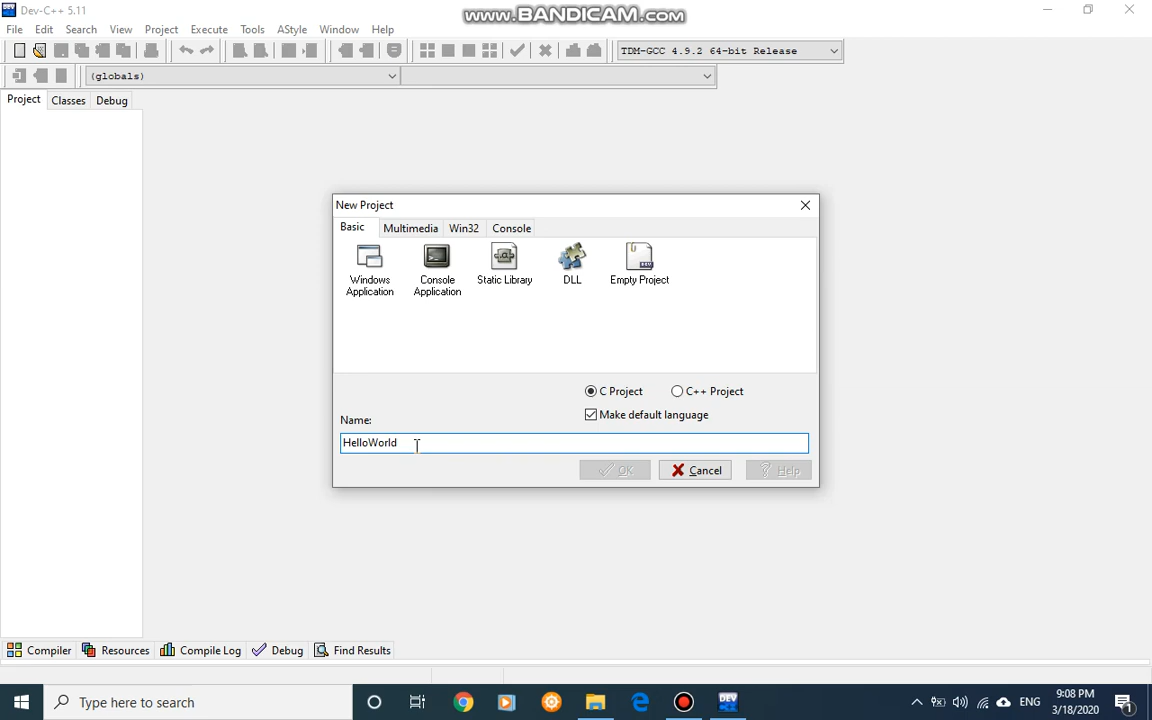 Dev-C++ 5.11
www.BANDICAM.com
File Edit Search View Project Execute Tools AStyle Window Help
TDM-GCC 4.9.2 64-bit Release
(globals)
Project Classes Debug
New Project
Basic Multimedia Win32 Console
Windows Application
Console Application
Static Library
DLL
Empty Project
C Project C++ Project
Make default language
Name:
HelloWorld
OK Cancel Help
Compiler Resources Compile Log Debug Find Results
Type here to search
DEV
ENG
9:08 PM
3/18/2020
1